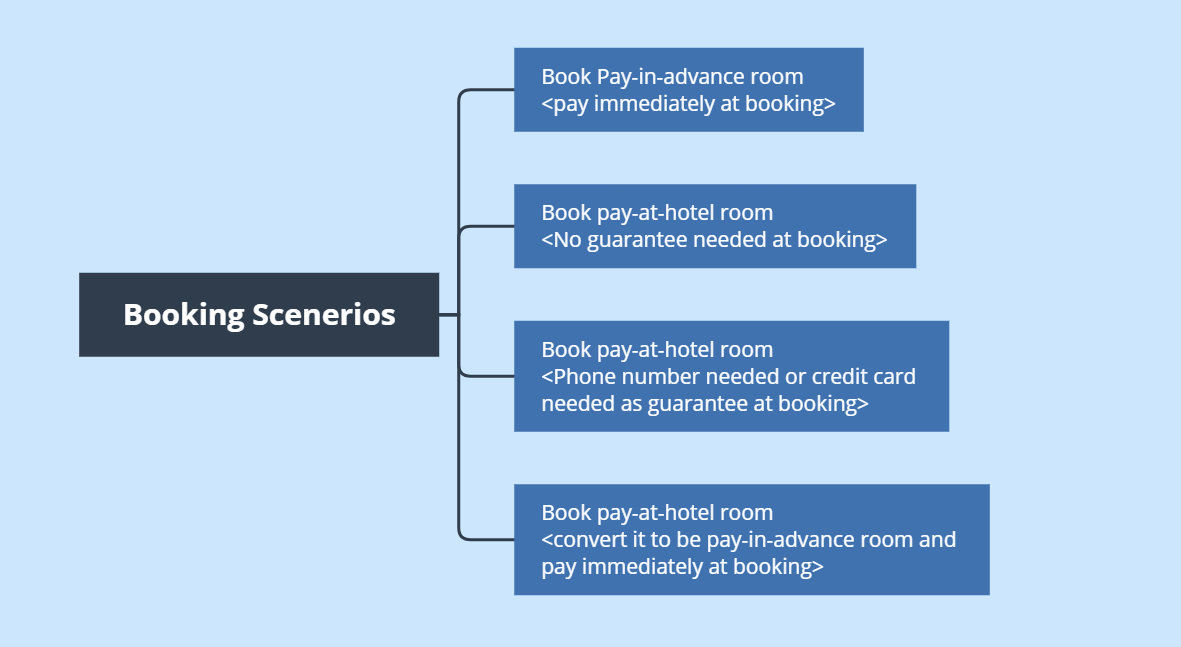 Book Pay-in-advance room
<pay immediately at booking>
Book pay-at-hotel room
<No guarantee needed at booking>
Booking Scenerios
Book pay-at-hotel room
<Phone number needed or credit card
needed as guarantee at booking>
Book pay-at-hotel room
<convert it to be pay-in-advance room and
pay immediately at booking>